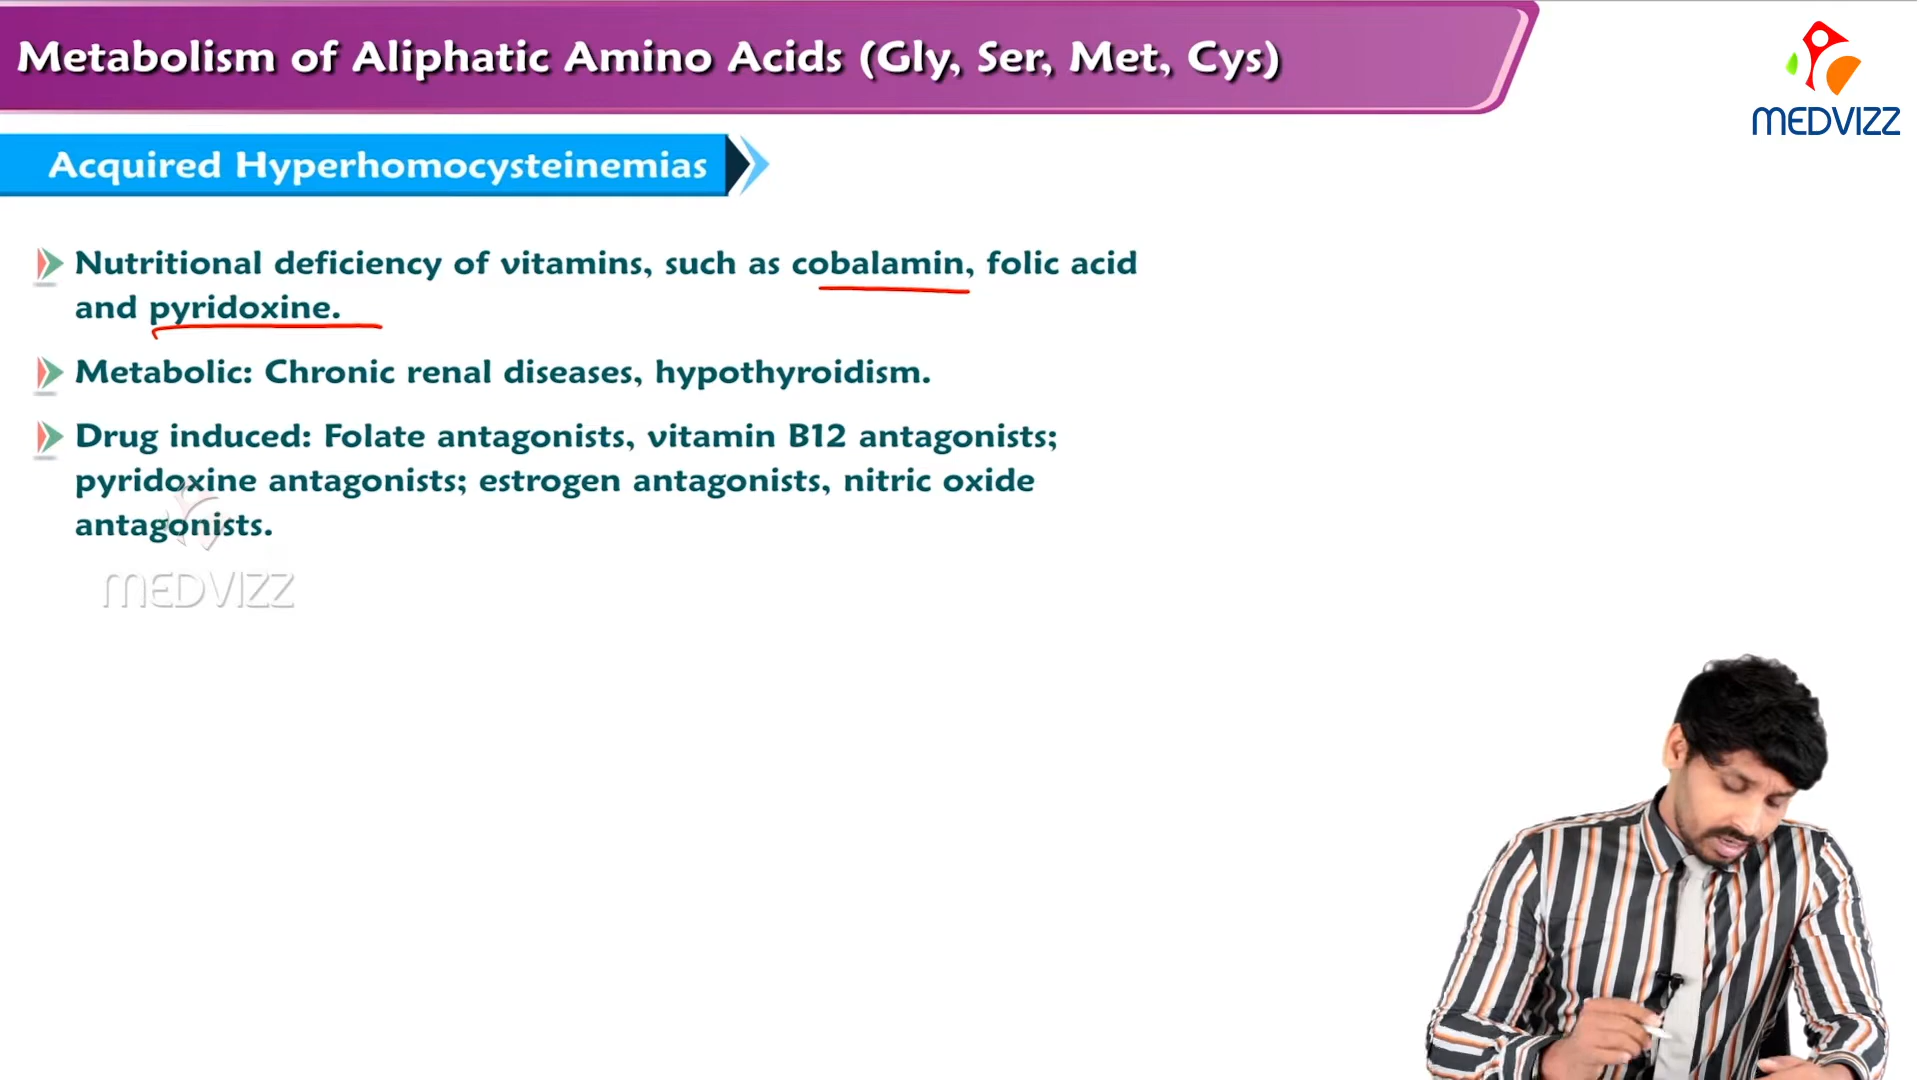 Metabolism of Aliphatic Amino Acids (Gly, Ser, Met, Cys)
MEDVIZZ
Acquired Hyperhomocysteinemias
Nutritional deficiency of vitamins, such as cobalamin, folic acid
and pyridoxine.
Metabolic: Chronic renal diseases, hypothyroidism.
Drug induced: Folate antagonists, vitamin B12 antagonists;
pyridoxine antagonists; estrogen antagonists, nitric oxide
antagonists.
MEDVIZZ